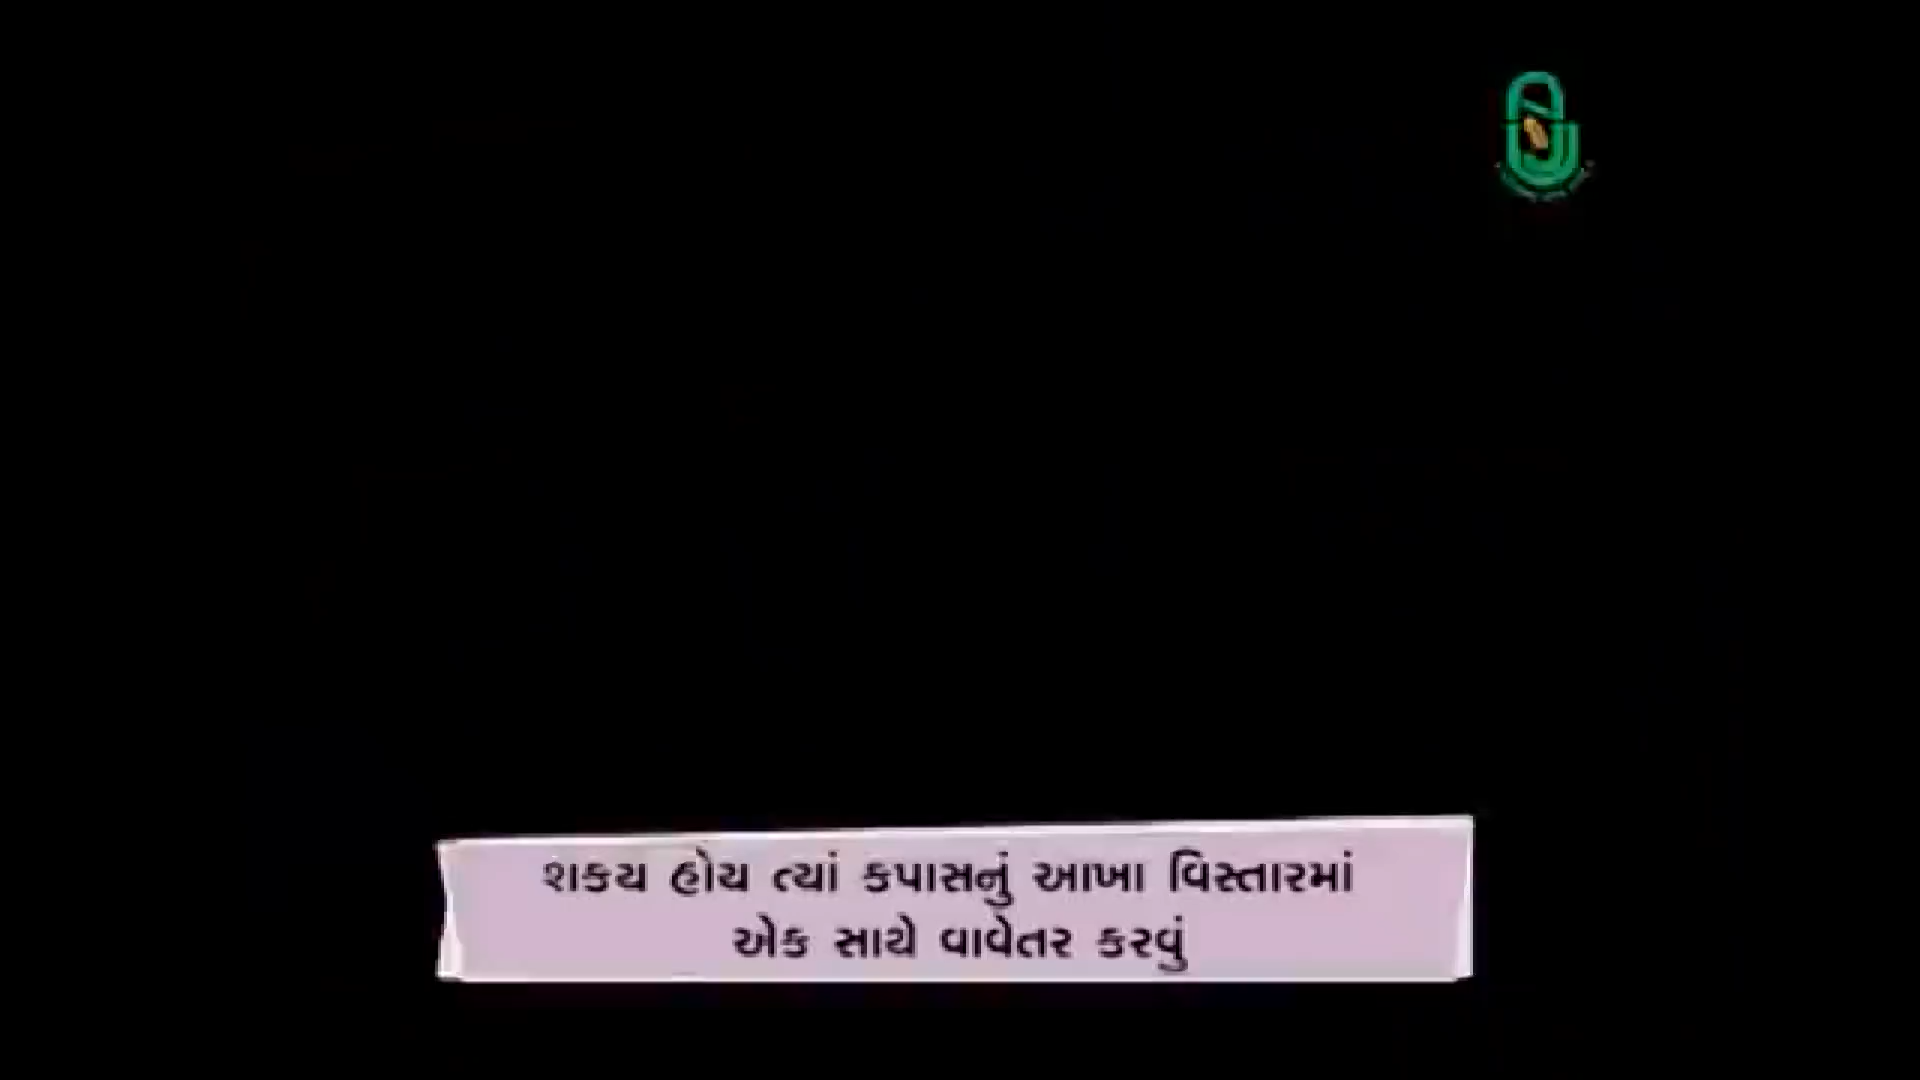 શકય હોય ત્યાં કપાસનું આખા વિસ્તારમાં
એક સાથે વાવેતર કરવું